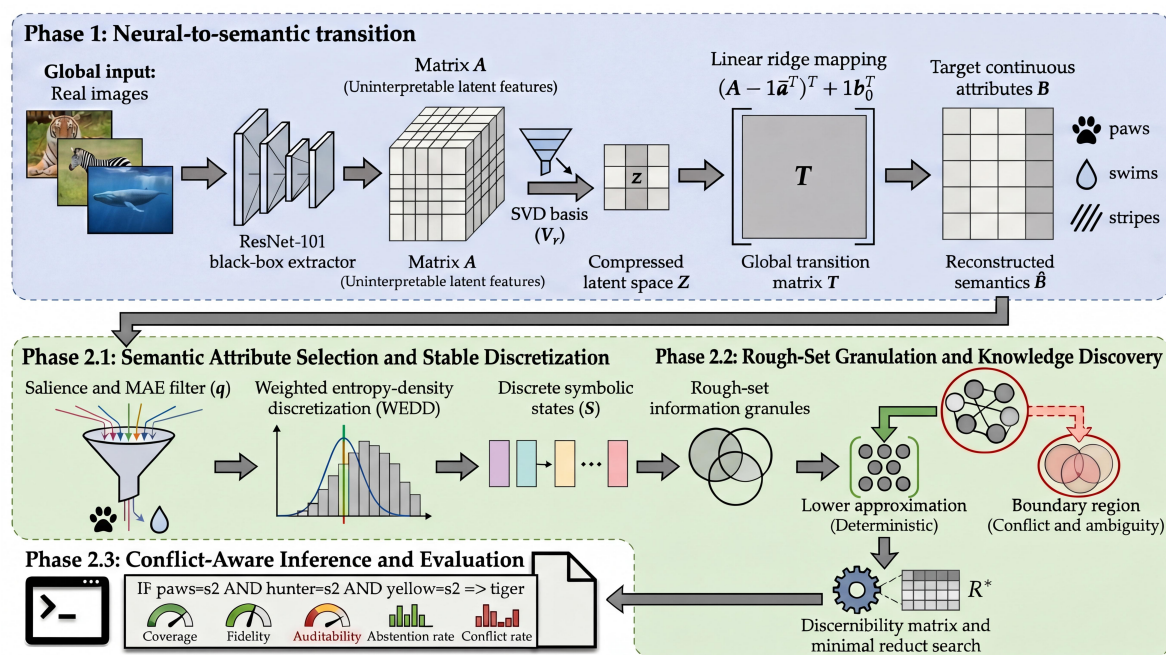 Phase 1: Neural-to-semantic transition
Global input:
Real images
ResNet-101
black-box extractor
Matrix A
(Uninterpretable latent features)
Matrix A
(Uninterpretable latent features)
SVD basis
(Vᵣ)
z
Compressed
latent space Z
Linear ridge mapping
(A − 1ā^T)^T + 1b₀^T
T
Global transition
matrix T
Target continuous
attributes B
Reconstructed
semantics B̂
paws
swims
stripes
Phase 2.1: Semantic Attribute Selection and Stable Discretization
Salience and MAE filter (q)
Weighted entropy-density
discretization (WEDD)
Discrete symbolic
states (S)
...
Phase 2.2: Rough-Set Granulation and Knowledge Discovery
Rough-set
information granules
Lower approximation
(Deterministic)
Boundary region
(Conflict and ambiguity)
R*
Discernibility matrix and
minimal reduct search
Phase 2.3: Conflict-Aware Inference and Evaluation
>_
IF paws=s2 AND hunter=s2 AND yellow=s2 => tiger
Coverage
Fidelity
Auditability
Abstention rate
Conflict rate